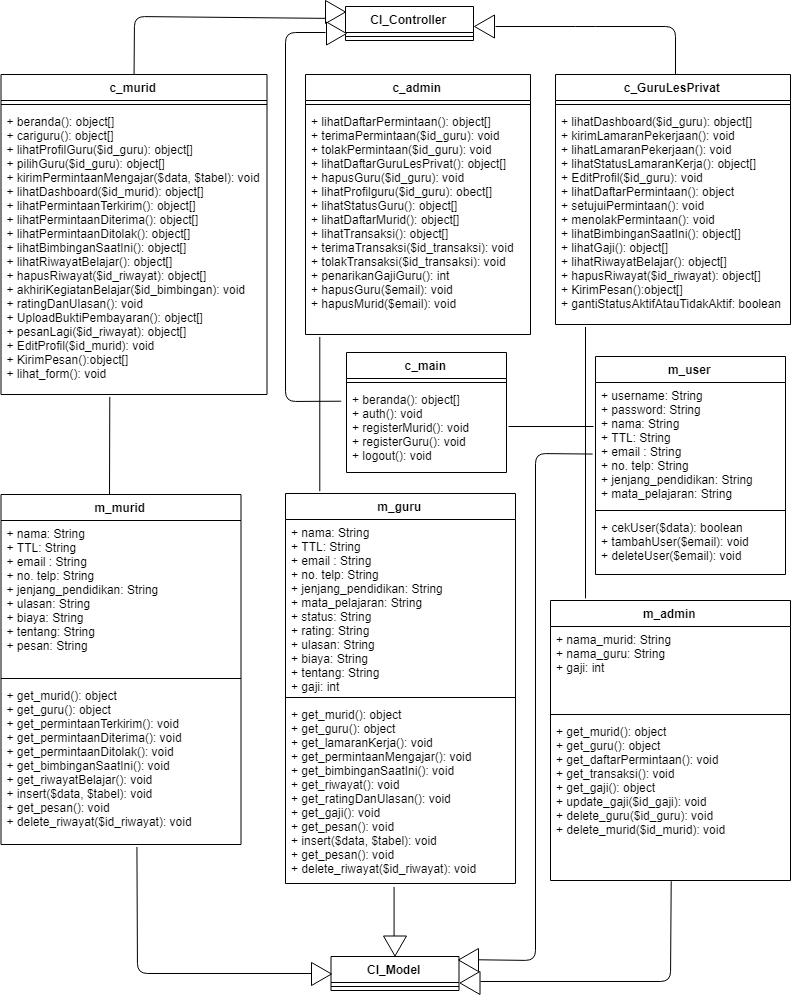 CI_Controller
c_murid
+ beranda(): object[]
+ cariguru(): object[]
+ lihatProfilGuru($id_guru): object[]
+ pilihGuru($id_guru): object[]
+ kirimPermintaanMengajar($data, $tabel): void
+ lihatDashboard($id_murid): object[]
+ lihatPermintaanTerkirim(): object[]
+ lihatPermintaanDiterima(): object[]
+ lihatPermintaanDitolak(): object[]
+ lihatBimbinganSaatIni(): object[]
+ lihatRiwayatBelajar(): object[]
+ hapusRiwayat($id_riwayat): object[]
+ akhiriKegiatanBelajar($id_bimbingan): void
+ ratingDanUlasan(): void
+ UploadBuktiPembayaran(): object[]
+ pesanLagi($id_riwayat): object[]
+ EditProfil($id_murid): void
+ KirimPesan():object[]
+ lihat_form(): void
c_admin
+ lihatDaftarPermintaan(): object[]
+ terimaPermintaan($id_guru): void
+ tolakPermintaan($id_guru): void
+ lihatDaftarGuruLesPrivat(): object[]
+ hapusGuru($id_guru): void
+ lihatProfilguru($id_guru): obect[]
+ lihatStatusGuru(): object[]
+ lihatDaftarMurid(): object[]
+ lihatTransaksi(): object[]
+ terimaTransaksi($id_transaksi): void
+ tolakTransaksi($id_transaksi): void
+ penarikanGajiGuru(): int
+ hapusGuru($email): void
+ hapusMurid($email): void
c_GuruLesPrivat
+ lihatDashboard($id_guru): object[]
+ kirimLamaranPekerjaan(): void
+ lihatLamaranPekerjaan(): void
+ lihatStatusLamaranKerja(): object[]
+ EditProfil($id_guru): void
+ lihatDaftarPermintaan(): object
+ setujuiPermintaan(): void
+ menolakPermintaan(): void
+ lihatBimbinganSaatIni(): object[]
+ lihatGaji(): object[]
+ lihatRiwayatBelajar(): object[]
+ hapusRiwayat($id_riwayat): object[]
+ KirimPesan():object[]
+ gantiStatusAktifAtauTidakAktif: boolean
c_main
+ beranda(): object[]
+ auth(): void
+ registerMurid(): void
+ registerGuru(): void
+ logout(): void
m_user
+ username: String
+ password: String
+ nama: String
+ TTL: String
+ email : String
+ no. telp: String
+ jenjang_pendidikan: String
+ mata_pelajaran: String
+ cekUser($data): boolean
+ tambahUser($email): void
+ deleteUser($email): void
m_murid
+ nama: String
+ TTL: String
+ email : String
+ no. telp: String
+ jenjang_pendidikan: String
+ ulasan: String
+ biaya: String
+ tentang: String
+ pesan: String
+ get_murid(): object
+ get_guru(): object
+ get_permintaanTerkirim(): void
+ get_permintaanDiterima(): void
+ get_permintaanDitolak(): void
+ get_bimbinganSaatIni(): void
+ get_riwayatBelajar(): void
+ insert($data, $tabel): void
+ get_pesan(): void
+ delete_riwayat($id_riwayat): void
m_guru
+ nama: String
+ TTL: String
+ email : String
+ no. telp: String
+ jenjang_pendidikan: String
+ mata_pelajaran: String
+ status: String
+ rating: String
+ ulasan: String
+ biaya: String
+ tentang: String
+ gaji: int
+ get_murid(): object
+ get_guru(): object
+ get_lamaranKerja(): void
+ get_permintaanMengajar(): void
+ get_bimbinganSaatIni(): void
+ get_riwayat(): void
+ get_ratingDanUlasan(): void
+ get_gaji(): void
+ get_pesan(): void
+ insert($data, $tabel): void
+ get_pesan(): void
+ delete_riwayat($id_riwayat): void
m_admin
+ nama_murid: String
+ nama_guru: String
+ gaji: int
+ get_murid(): object
+ get_guru(): object
+ get_daftarPermintaan(): void
+ get_transaksi(): void
+ get_gaji(): object
+ update_gaji($id_gaji): void
+ delete_guru($id_guru): void
+ delete_murid($id_murid): void
CI_Model